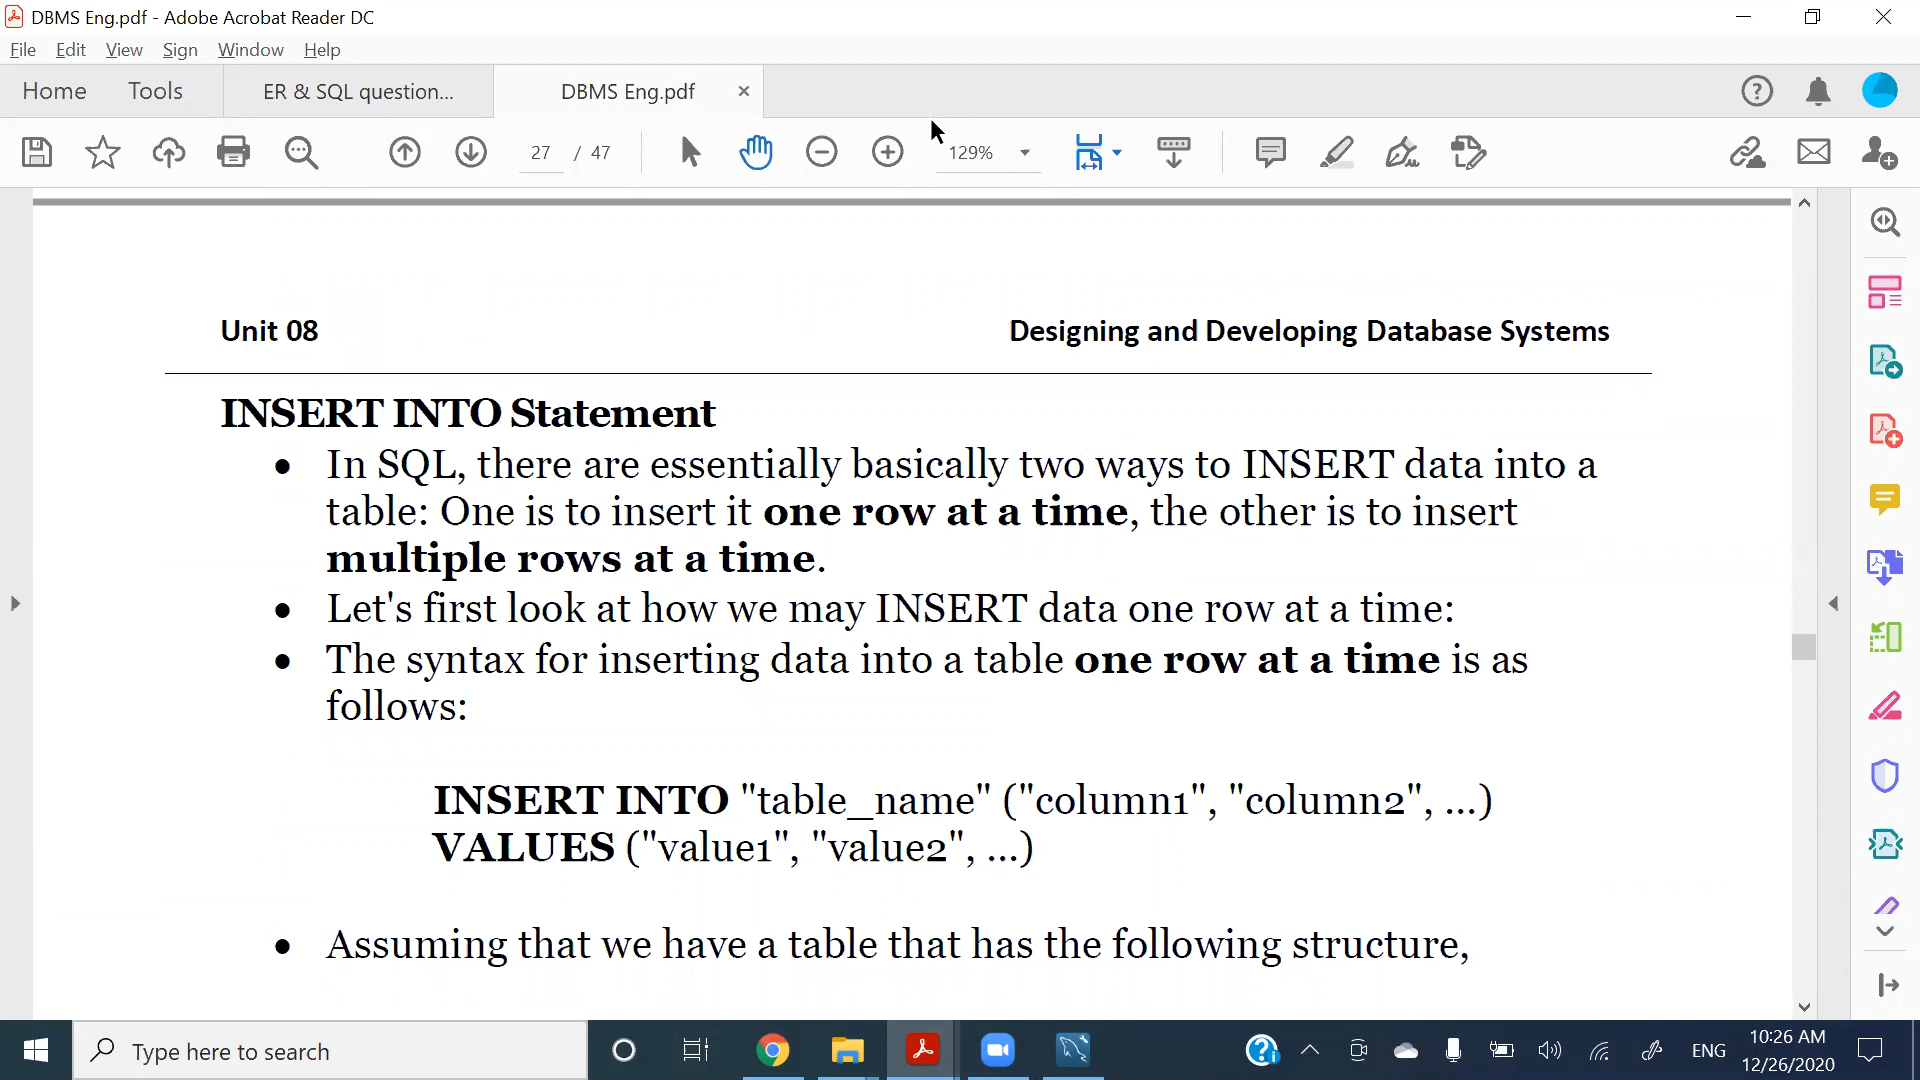 DBMS Eng.pdf - Adobe Acrobat Reader DC
File Edit View Sign Window Help
Home Tools ER & SQL question... DBMS Eng.pdf ×
27 / 47 129%
Unit 08 Designing and Developing Database Systems
INSERT INTO Statement
• In SQL, there are essentially basically two ways to INSERT data into a
table: One is to insert it one row at a time, the other is to insert
multiple rows at a time.
• Let's first look at how we may INSERT data one row at a time:
• The syntax for inserting data into a table one row at a time is as
follows:
INSERT INTO "table_name" ("column1", "column2", ...)
VALUES ("value1", "value2", ...)
• Assuming that we have a table that has the following structure,
Type here to search
ENG
10:26 AM
12/26/2020